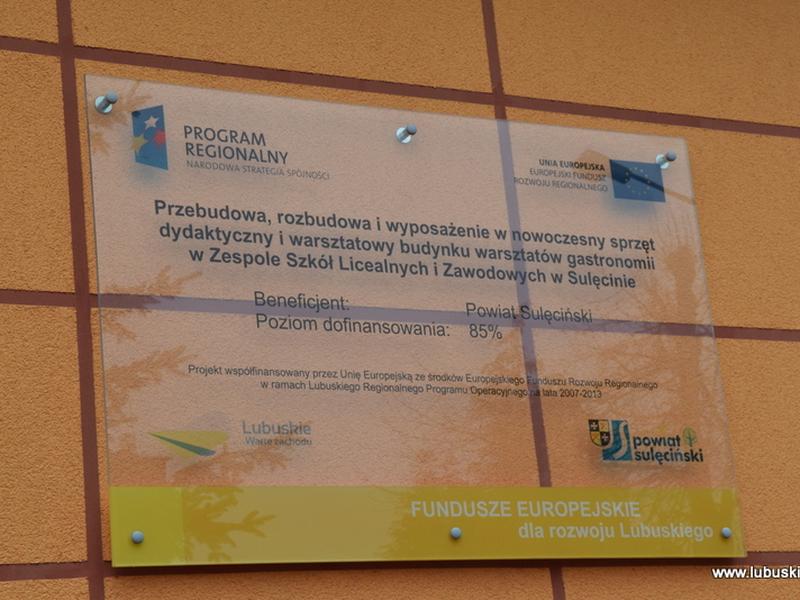 PROGRAM
REGIONALNY
NARODOWA STRATEGIA SPÓJNOŚCI
UNIA EUROPEJSKA
EUROPEJSKI FUNDUSZ
ROZWOJU REGIONALNEGO
Przebudowa, rozbudowa i wyposażenie w nowoczesny sprzęt
dydaktyczny i warsztatowy budynku warsztatów gastronomii
w Zespole Szkół Licealnych i Zawodowych w Sulęcinie
Beneficjent: Powiat Sulęciński
Poziom dofinansowania: 85%
Projekt współfinansowany przez Unię Europejską ze środków Europejskiego Funduszu Rozwoju Regionalnego
w ramach Lubuskiego Regionalnego Programu Operacyjnego na lata 2007-2013
Lubuskie
Warte zachodu
powiat
sulęciński
FUNDUSZE EUROPEJSKIE
dla rozwoju Lubuskiego
www.lubuski